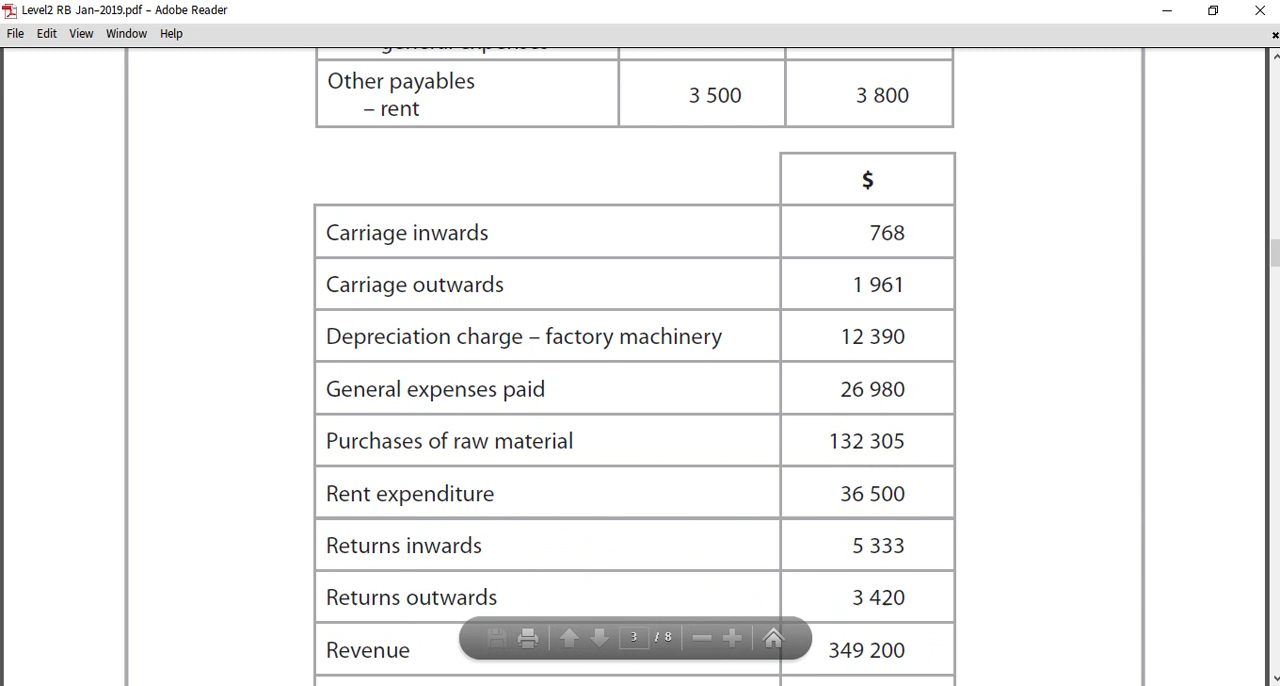 Level2 RB Jan-2019.pdf - Adobe Reader
File Edit View Window Help
general expenses
Other payables 3 500 3 800
– rent
$
Carriage inwards 768
Carriage outwards 1 961
Depreciation charge – factory machinery 12 390
General expenses paid 26 980
Purchases of raw material 132 305
Rent expenditure 36 500
Returns inwards 5 333
Returns outwards 3 420
3 / 8
Revenue 349 200